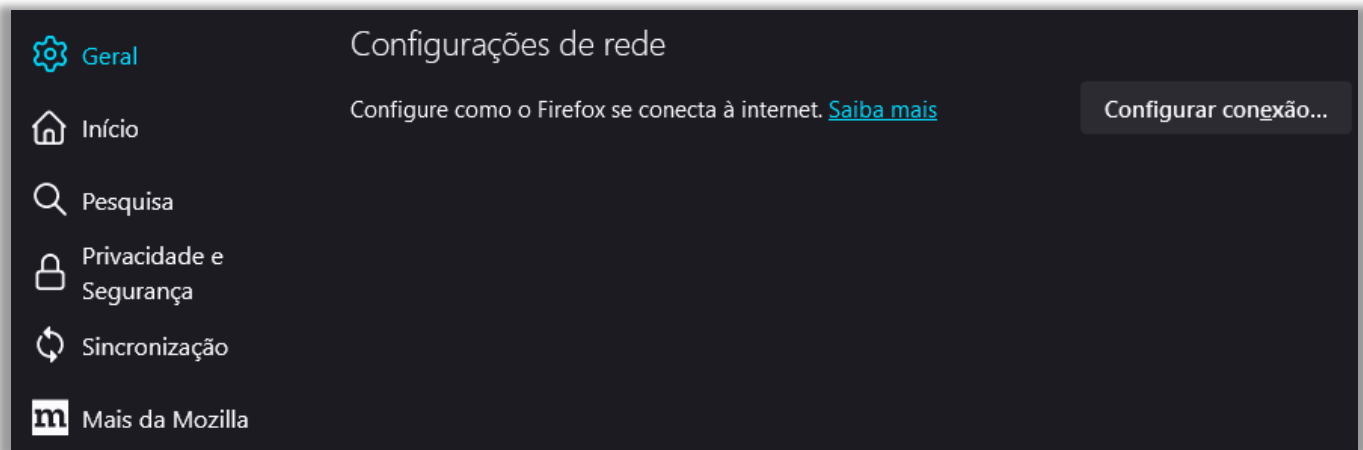 Geral
Início
Pesquisa
Privacidade e
Segurança
Sincronização
m Mais da Mozilla
Configurações de rede
Configure como o Firefox se conecta à internet. Saiba mais
Configurar conexão...